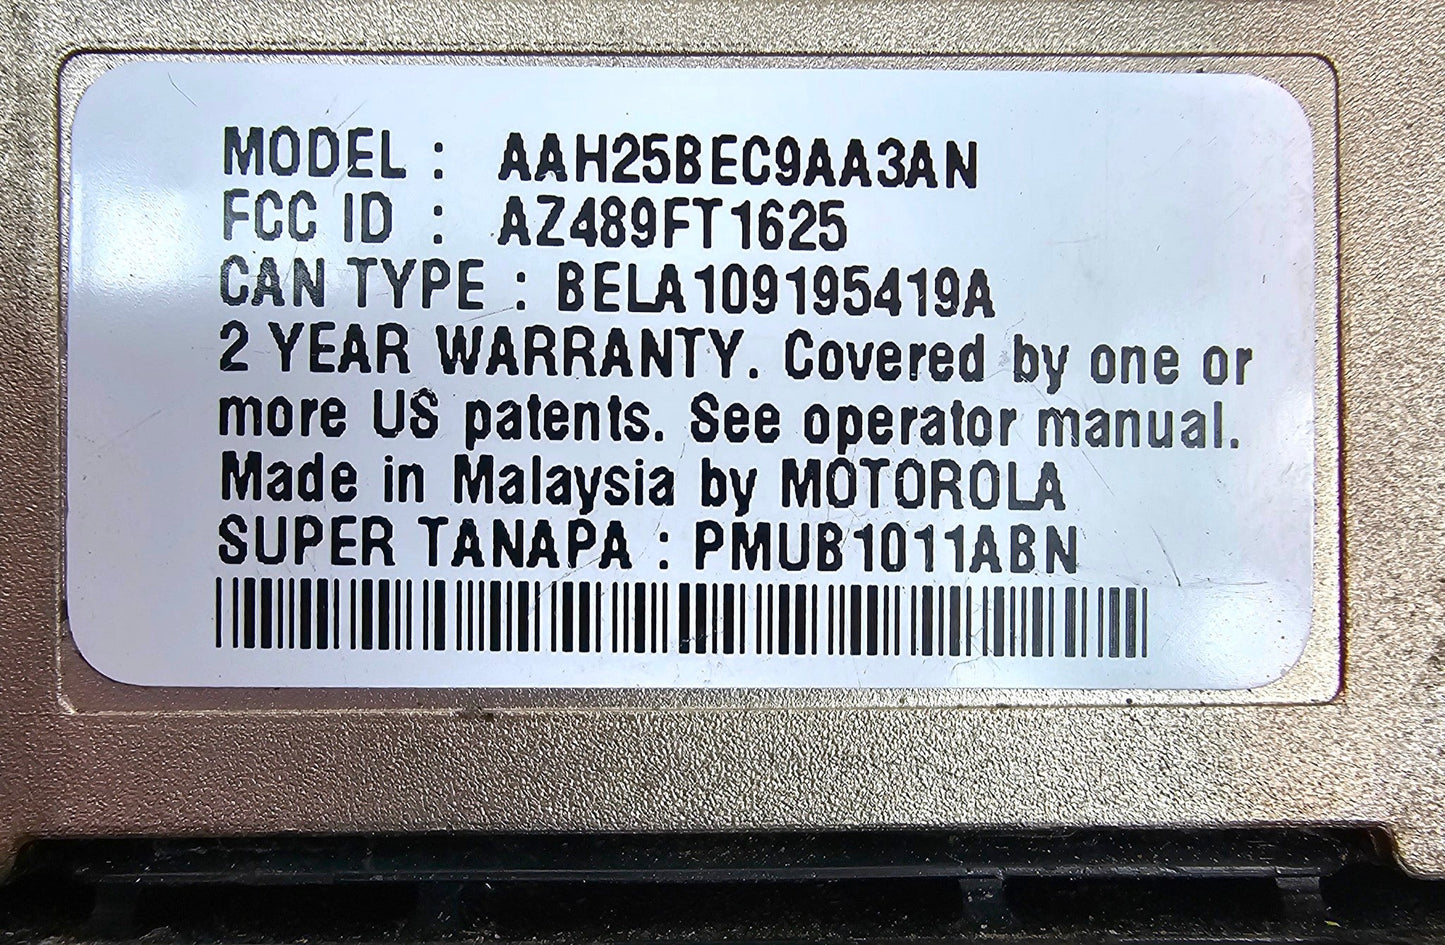 MODEL : AAH25BEC9AA3AN
FCC ID : AZ489FT1625
CAN TYPE : BELA109195419A
2 YEAR WARRANTY. Covered by one or
more US patents. See operator manual.
Made in Malaysia by MOTOROLA
SUPER TANAPA : PMUB1011ABN